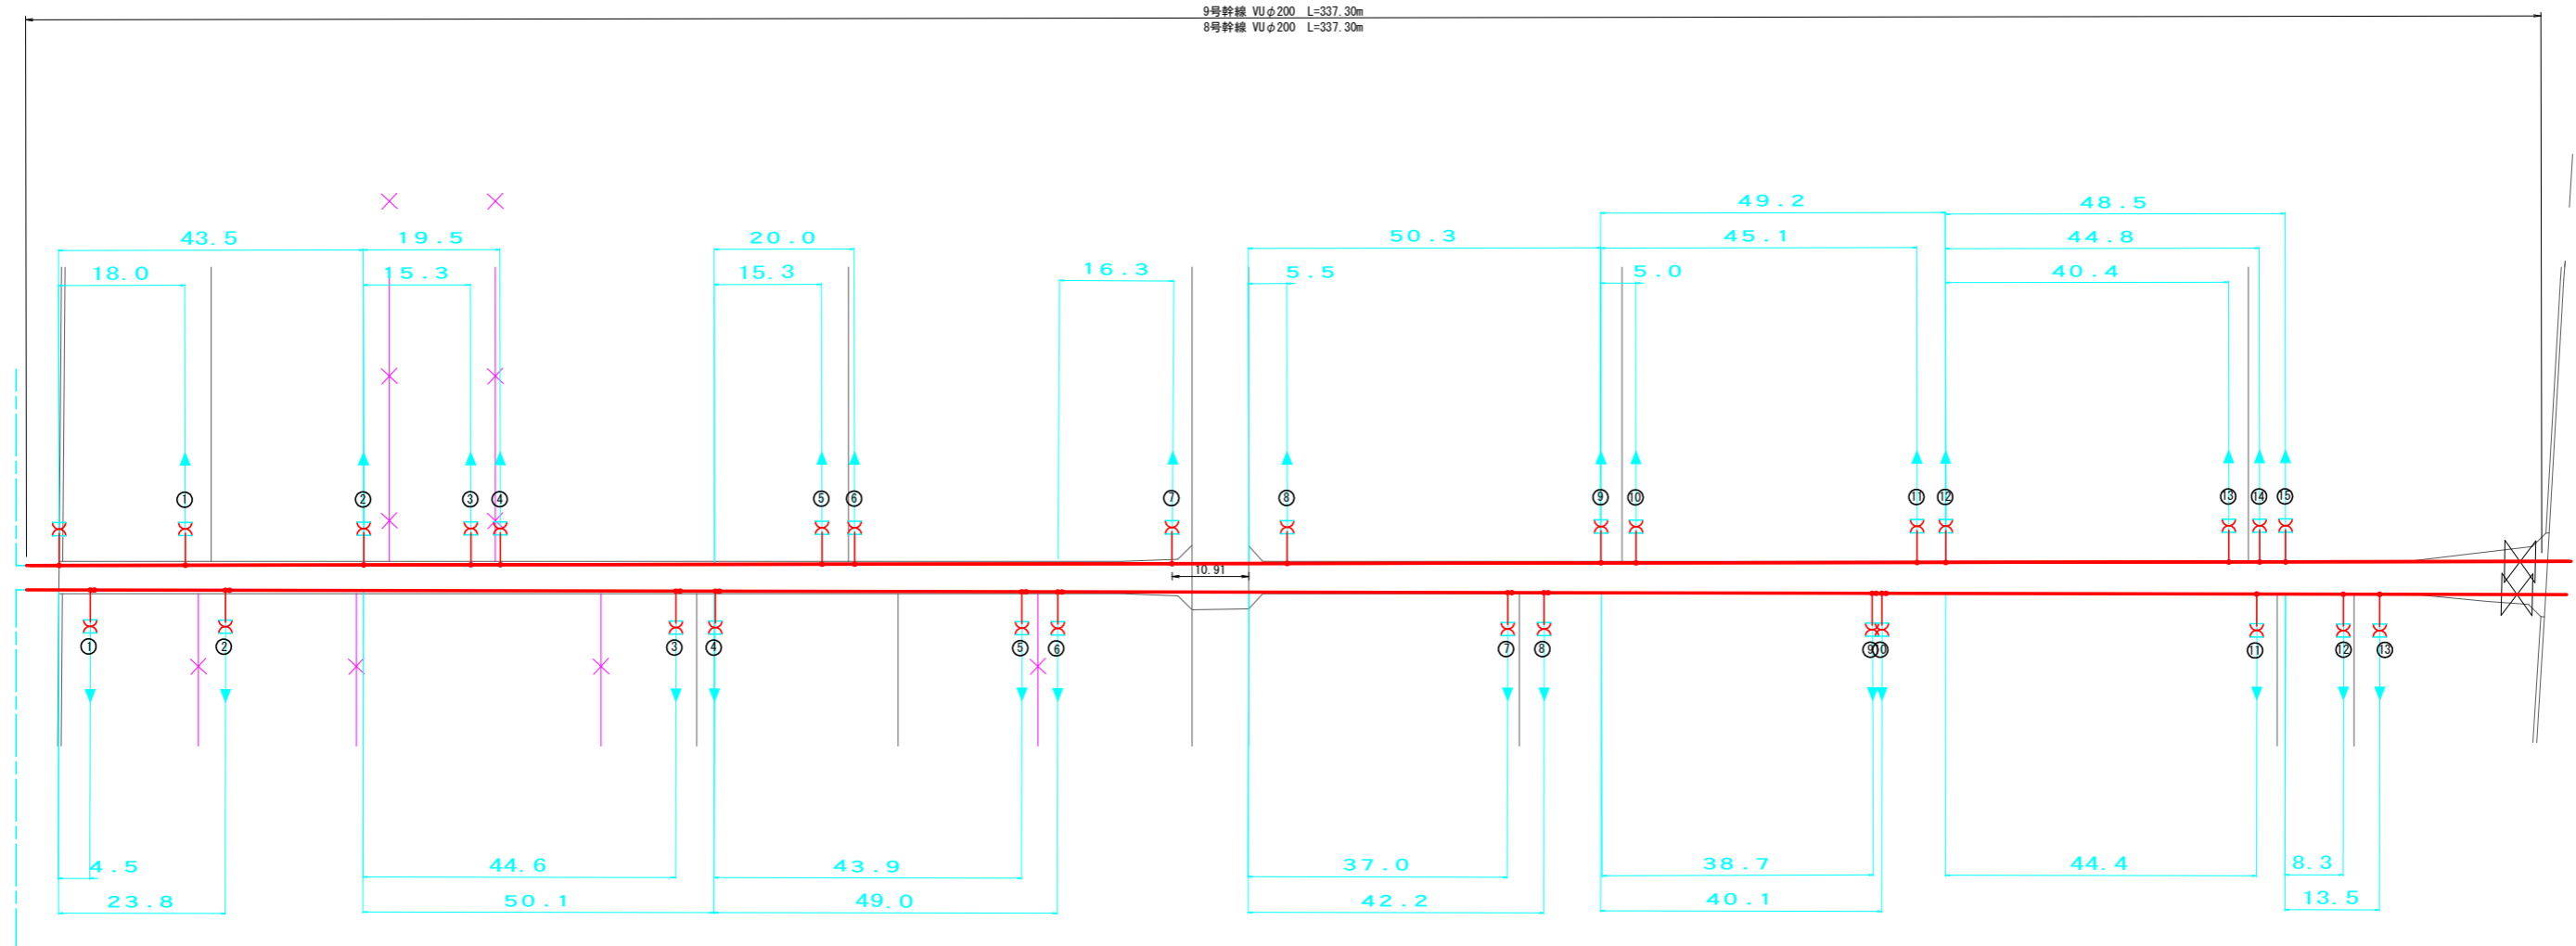 9号幹線 VUφ200 L=337.30m
8号幹線 VUφ200 L=337.30m
49.2 48.5
43.5 19.5 20.0 50.3 45.1 44.8
18.0 15.3 15.3 16.3 5.5 5.0 40.4
① ② ③ ④ ⑤ ⑥ ⑦ ⑧ ⑨ ⑩ ⑪ ⑫ ⑬ ⑭ ⑮
10.91
① ② ③ ④ ⑤ ⑥ ⑦ ⑧ ⑨ ⑩ ⑪ ⑫ ⑬
4.5 44.6 43.9 37.0 38.7 44.4 8.3
23.8 50.1 49.0 42.2 40.1 13.5